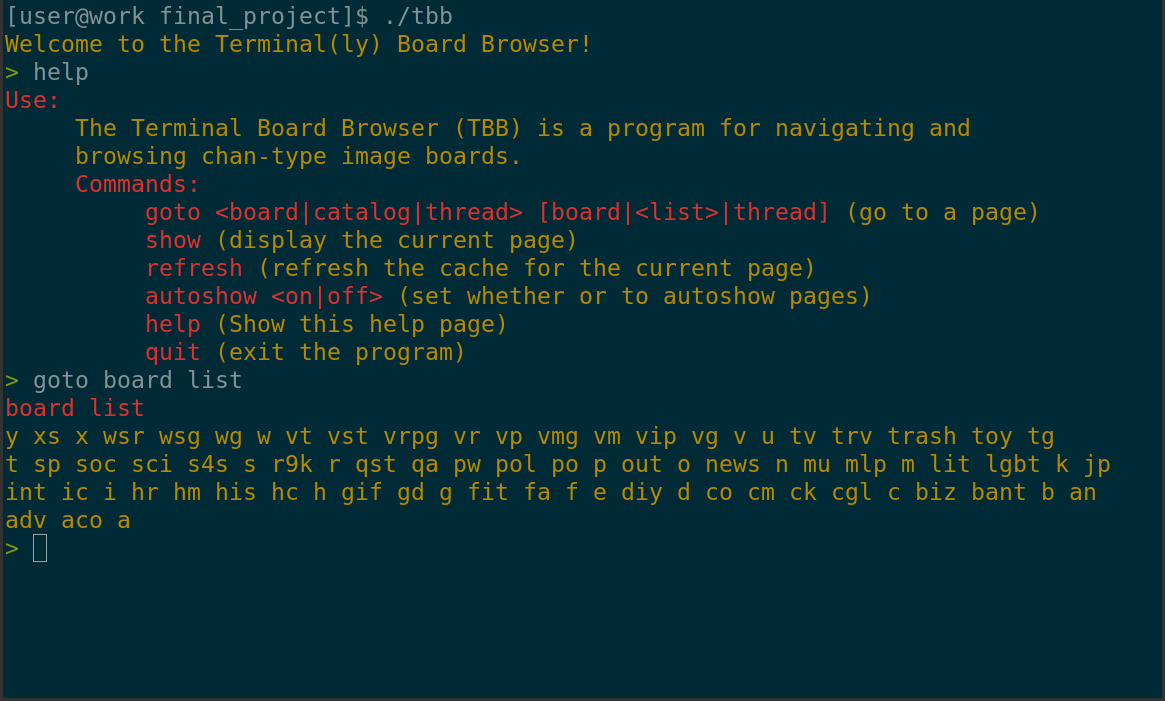 [user@work final_project]$ ./tbb
Welcome to the Terminal(ly) Board Browser!
> help
Use:
The Terminal Board Browser (TBB) is a program for navigating and
browsing chan-type image boards.
Commands:
goto <board|catalog|thread> [board|<list>|thread] (go to a page)
show (display the current page)
refresh (refresh the cache for the current page)
autoshow <on|off> (set whether or to autoshow pages)
help (Show this help page)
quit (exit the program)
> goto board list
board list
y xs x wsr wsg wg w vt vst vrpg vr vp vmg vm vip vg v u tv trv trash toy tg
t sp soc sci s4s s r9k r qst qa pw pol po p out o news n mu mlp m lit lgbt k jp
int ic i hr hm his hc h gif gd g fit fa f e diy d co cm ck cgl c biz bant b an
adv aco a
>